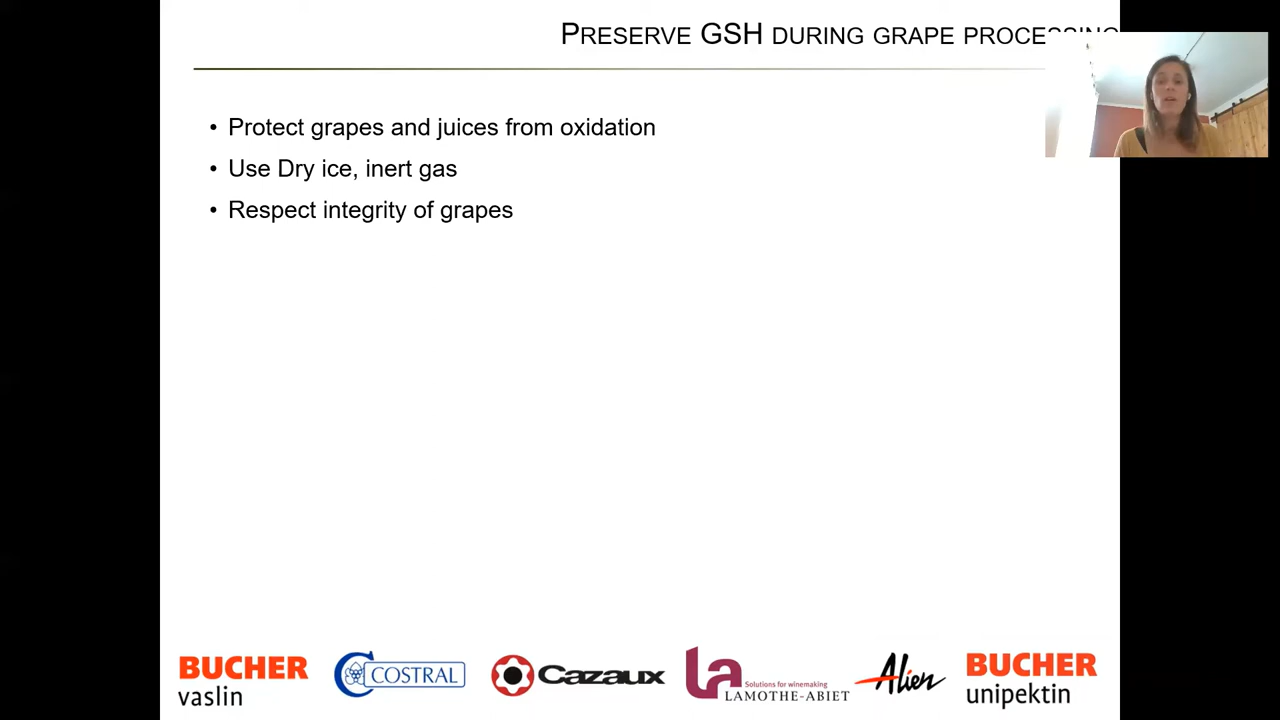 PRESERVE GSH DURING GRAPE PROCESSING
• Protect grapes and juices from oxidation
• Use Dry ice, inert gas
• Respect integrity of grapes
BUCHER
vaslin
COSTRAL
Cazaux
la
Solutions for winemaking
LAMOTHE-ABIET
Alien
BUCHER
unipektin